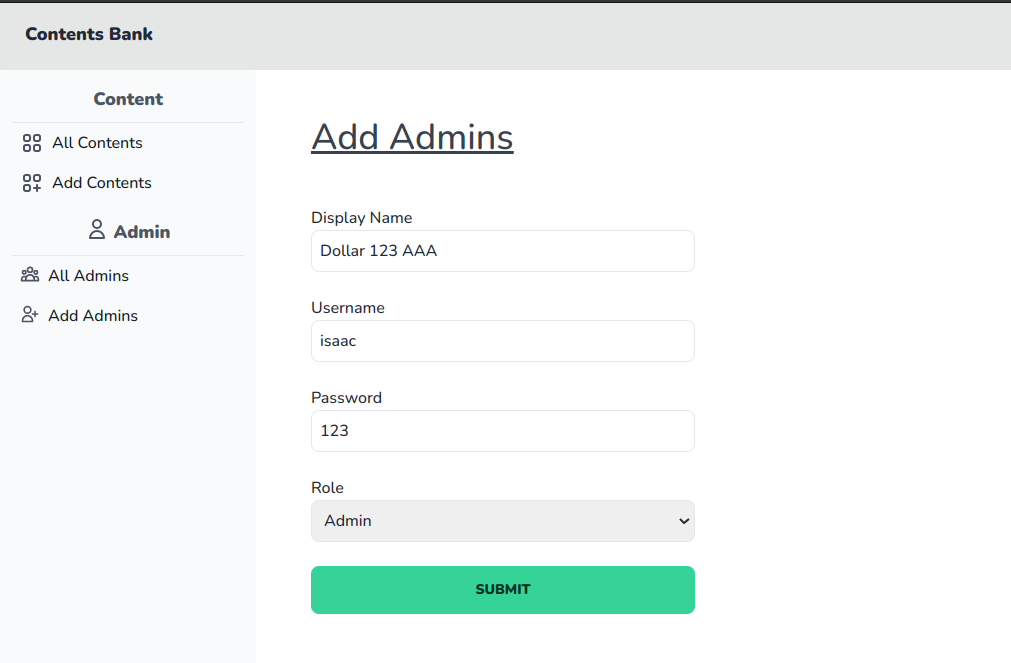 Contents Bank
Content
All Contents
Add Contents
Admin
All Admins
Add Admins
Add Admins
Display Name
Dollar 123 AAA
Username
isaac
Password
123
Role
Admin
SUBMIT